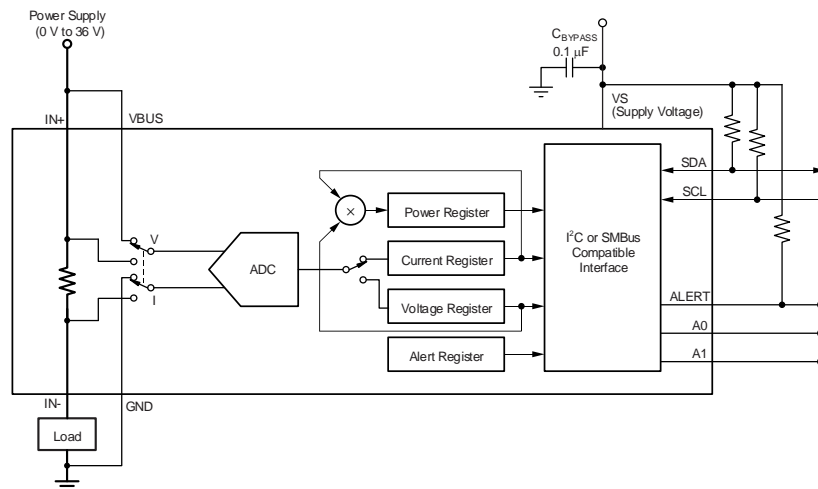 Power Supply
(0 V to 36 V)
C_BYPASS
0.1 μF
VS
(Supply Voltage)
IN+
VBUS
SDA
SCL
V
I
ADC
×
Power Register
Current Register
Voltage Register
Alert Register
I²C or SMBus
Compatible
Interface
ALERT
A0
A1
IN-
GND
Load